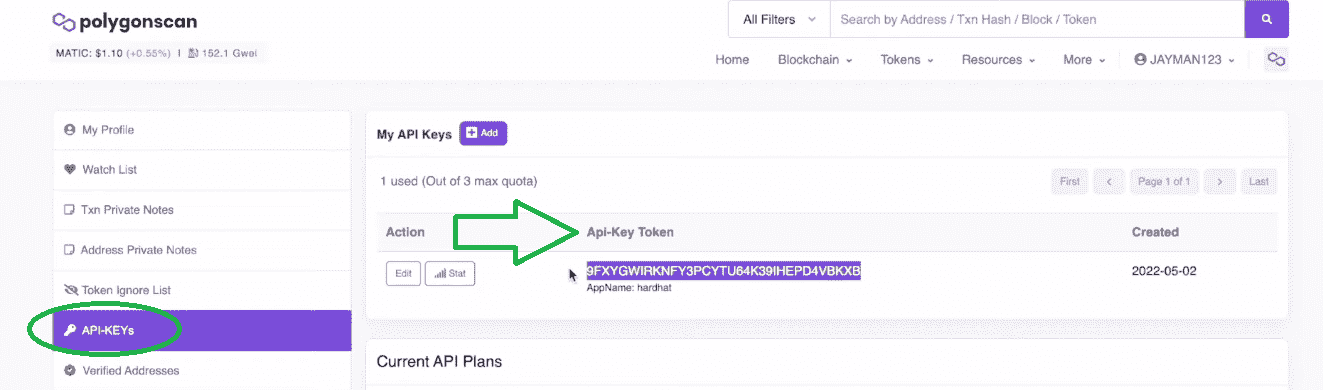 polygonscan
All Filters
Search by Address / Txn Hash / Block / Token
MATIC: $1.10 (+0.55%) | 152.1 Gwei
Home Blockchain Tokens Resources More JAYMAN123
My Profile
Watch List
Txn Private Notes
Address Private Notes
Token Ignore List
API-KEYs
Verified Addresses
My API Keys Add
1 used (Out of 3 max quota)
First < Page 1 of 1 > Last
Action Api-Key Token Created
Edit Stat 9FXYGWIRKNFY3PCYTU64K39IHEPD4VBKXB 2022-05-02
AppName: hardhat
Current API Plans